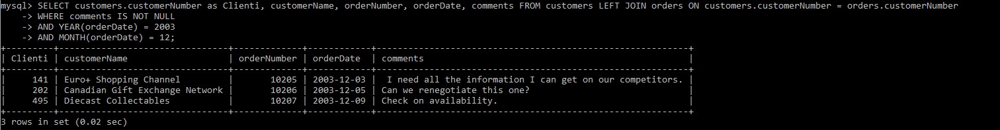 mysql> SELECT customers.customerNumber as Clienti, customerName, orderNumber, orderDate, comments FROM customers LEFT JOIN orders ON customers.customerNumber = orders.customerNumber
    -> WHERE comments IS NOT NULL
    -> AND YEAR(orderDate) = 2003
    -> AND MONTH(orderDate) = 12;
+---------+-------------------------------+-------------+------------+-----------------------------------------------------------+
| Clienti | customerName                  | orderNumber | orderDate  | comments                                                  |
+---------+-------------------------------+-------------+------------+-----------------------------------------------------------+
|     141 | Euro+ Shopping Channel        |       10205 | 2003-12-03 |  I need all the information I can get on our competitors. |
|     202 | Canadian Gift Exchange Network |       10206 | 2003-12-05 | Can we renegotiate this one?                              |
|     495 | Diecast Collectables          |       10207 | 2003-12-09 | Check on availability.                                    |
+---------+-------------------------------+-------------+------------+-----------------------------------------------------------+
3 rows in set (0.02 sec)